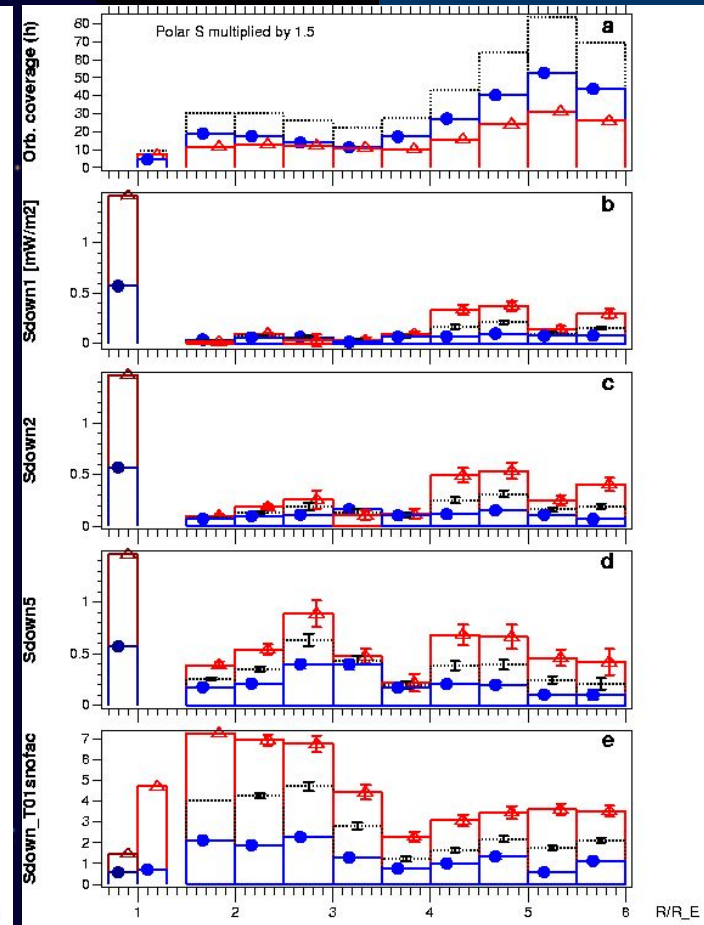 Polar S multiplied by 1.5
a
Orb. coverage (h)
80
70
60
50
40
30
20
10
0
b
Sdown1 [mW/m2]
1
0.5
0
c
Sdown2
1
0.5
0
d
Sdown5
1
0.5
0
e
Sdown_T01snofac
7
6
5
4
3
2
1
0
1
2
3
4
5
6
R/R_E